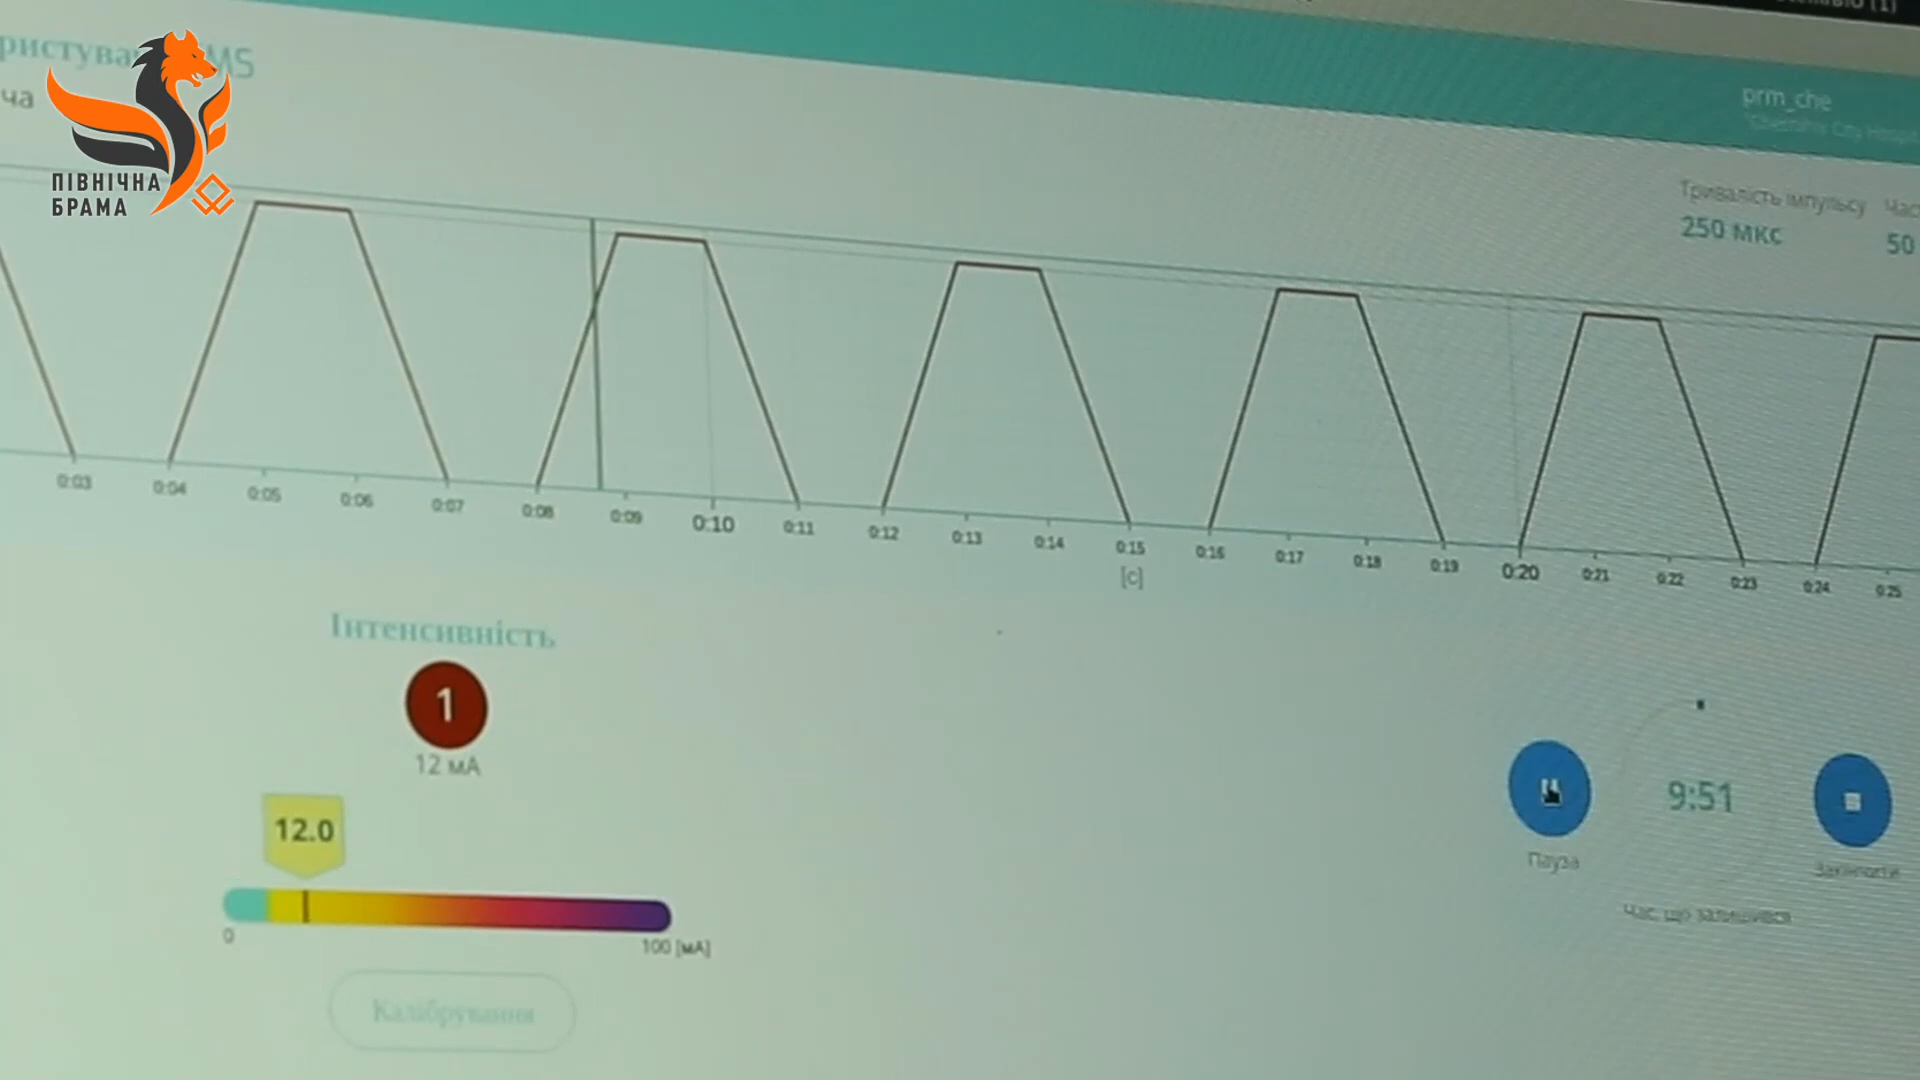 MS
ча
ПІВНІЧНА
БРАМА
prm_che
Тривалість імпульсу
250 мкс
50
0:03 0:04 0:05 0:06 0:07 0:08 0:09 0:10 0:11 0:12 0:13 0:14 0:15 0:16 0:17 0:18 0:19 0:20 0:21 0:22 0:23 0:24 0:25
[с]
Інтенсивність
1
12 мА
12.0
0
100 [мА]
Калібрування
9:51
Пауза
Закінчити
Час, що залишився